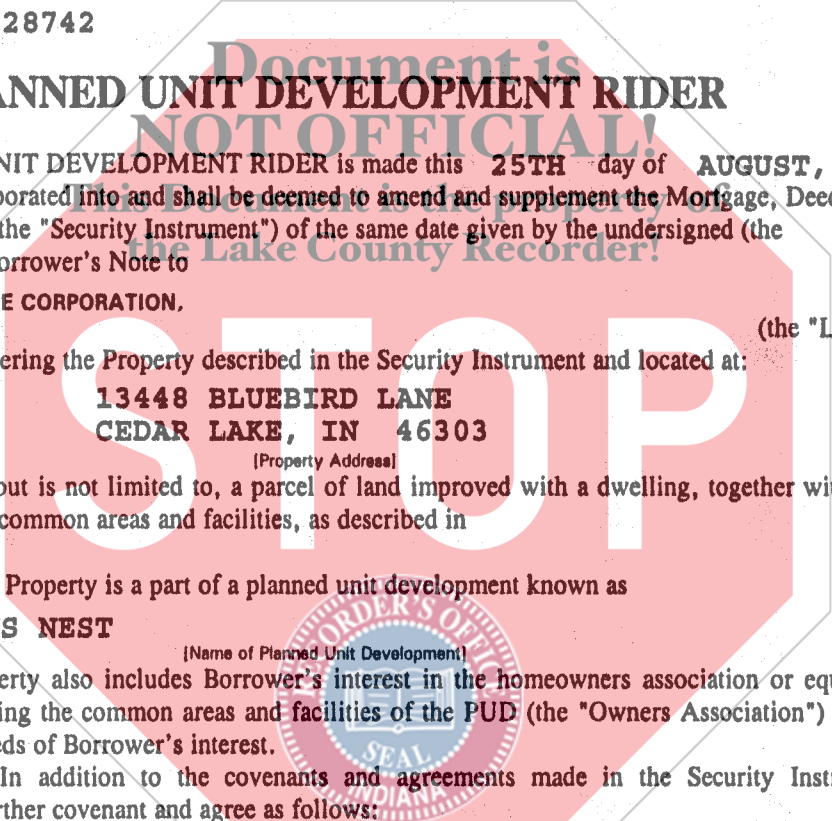 28742
Document is
ANNED UNIT DEVELOPMENT RIDER
NOT OFFICIAL!
NIT DEVELOPMENT RIDER is made this 25TH day of AUGUST,
porated into and shall be deemed to amend and supplement the Mortgage, Deed
This Document is the property of
the "Security Instrument") of the same date given by the undersigned (the
the Lake County Recorder!
orrower's Note to
E CORPORATION,
(the "L
ering the Property described in the Security Instrument and located at:
STOP
13448 BLUEBIRD LANE
CEDAR LAKE, IN 46303
[Property Address]
but is not limited to, a parcel of land improved with a dwelling, together wi
common areas and facilities, as described in
Property is a part of a planned unit development known as
S NEST
[Name of Planned Unit Development]
RECORDER'S OFFICE
erty also includes Borrower's interest in the homeowners association or equ
ing the common areas and facilities of the PUD (the "Owners Association")
eds of Borrower's interest.
SEAL
In addition to the covenants and agreements made in the Security Inst
INDIANA
rther covenant and agree as follows: